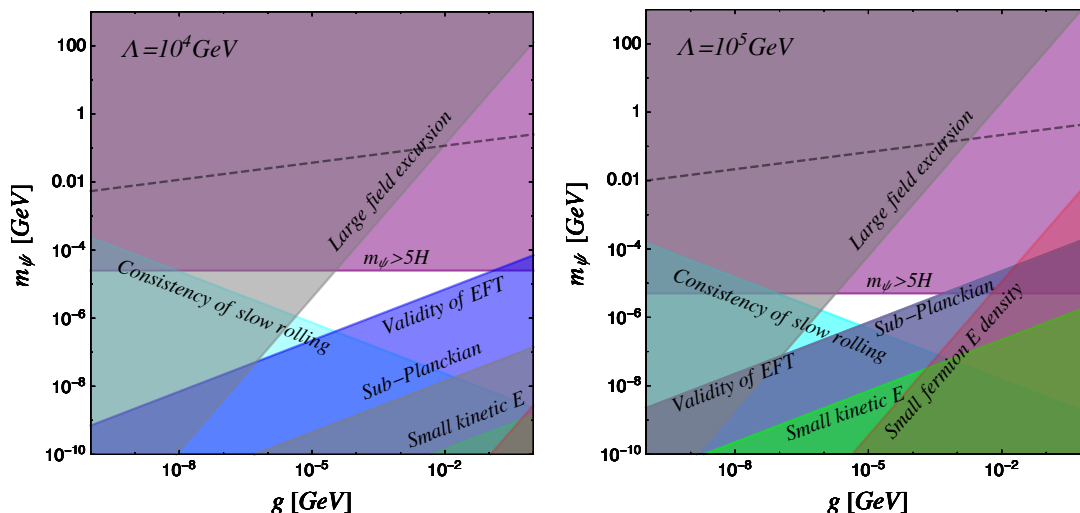 Λ=10⁴GeV
Large field excursion
m_ψ>5H
Consistency of slow rolling
Validity of EFT
Sub−Planckian
Small kinetic E
m_ψ [GeV]
100
1
0.01
10⁻⁴
10⁻⁶
10⁻⁸
10⁻¹⁰
10⁻⁸
10⁻⁵
10⁻²
g [GeV]
Λ=10⁵GeV
Large field excursion
m_ψ>5H
Consistency of slow rolling
Sub−Planckian
Validity of EFT
Small kinetic E
Small fermion E density
m_ψ [GeV]
100
1
0.01
10⁻⁴
10⁻⁶
10⁻⁸
10⁻¹⁰
10⁻⁸
10⁻⁵
10⁻²
g [GeV]